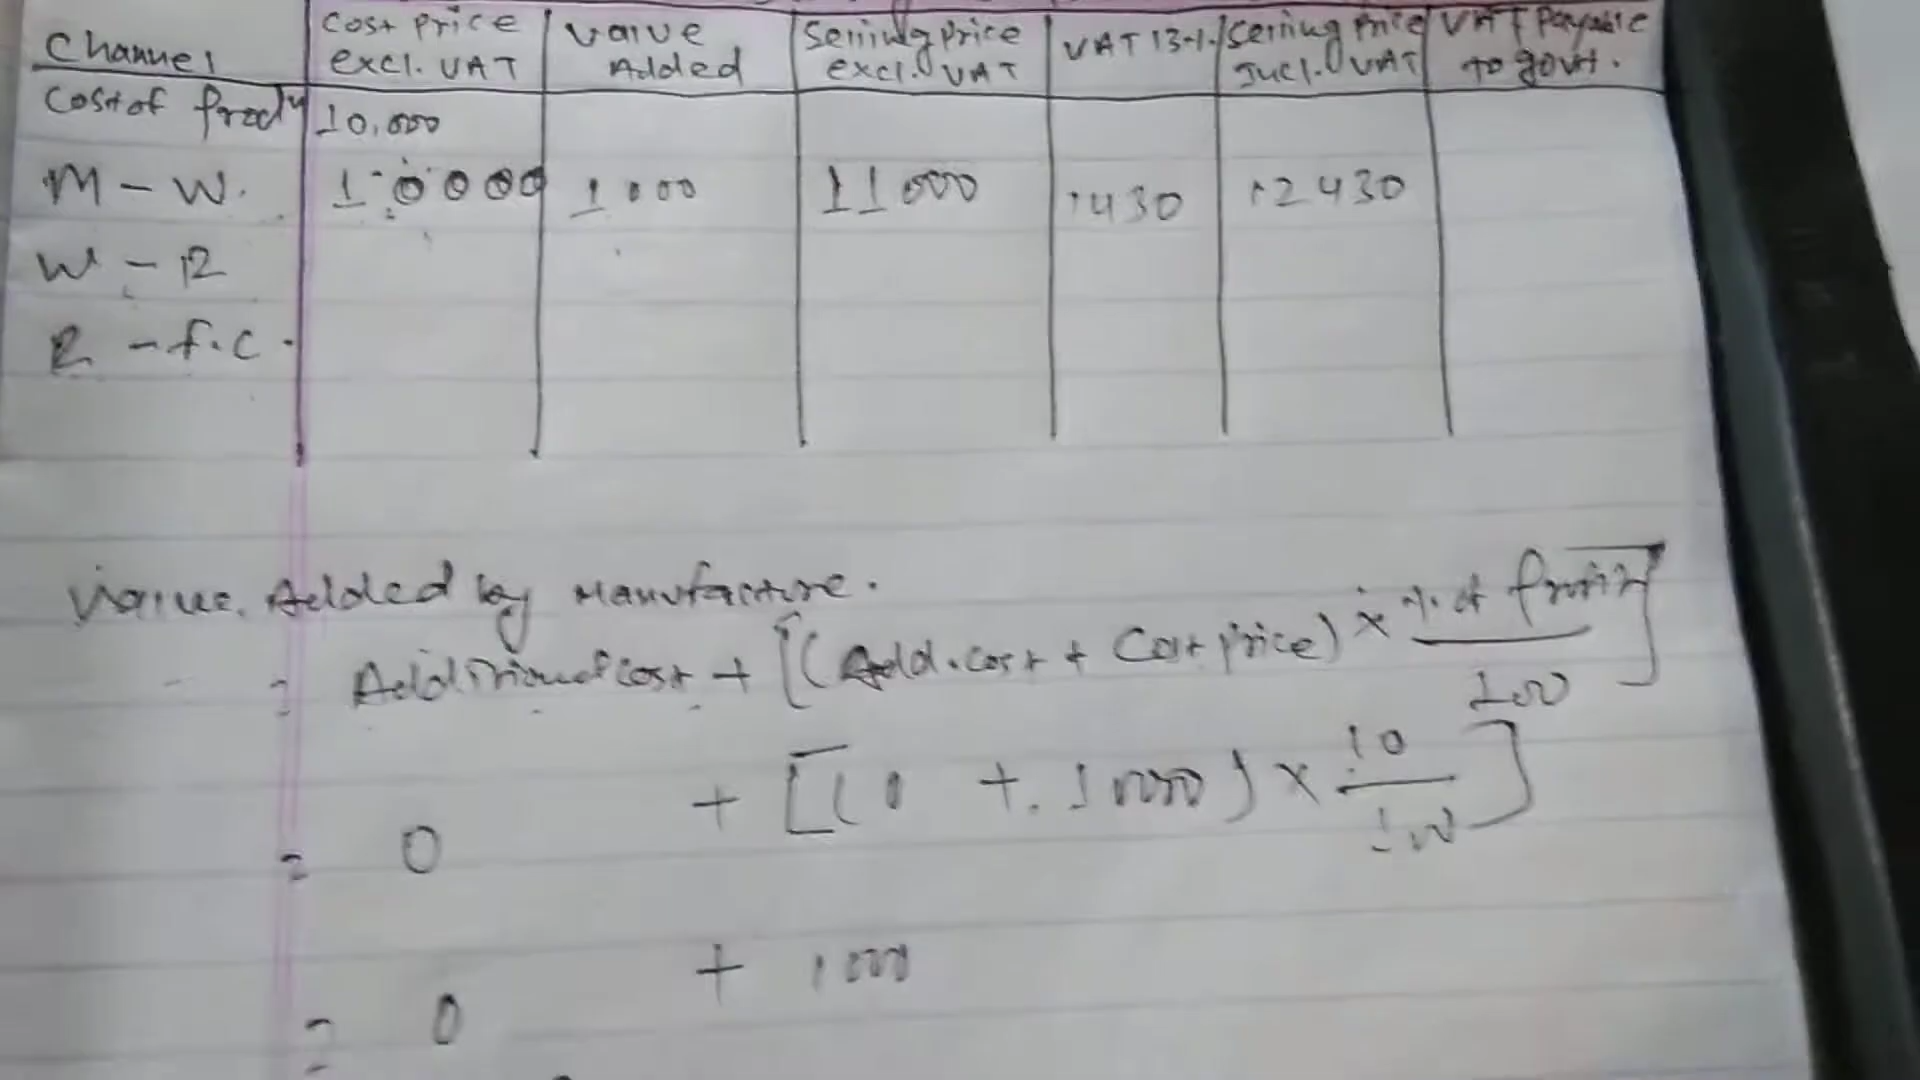 Channel | Cost price excl. VAT | Value Added | Selling price excl. VAT | VAT 13% | Selling Price Incl. VAT | VAT Payable to govt.
Cost of prodn | 10,000
M - W. | 10000 | 1000 | 11000 | 1430 | 12430
W - R
R - f.c.
Value Added by Manufacture.
= Additional cost + [(Add. cost + Cost price) × % of profit / 100]
= 0 + [(0 + 10000) × 10 / 100]
= 0 + 1000